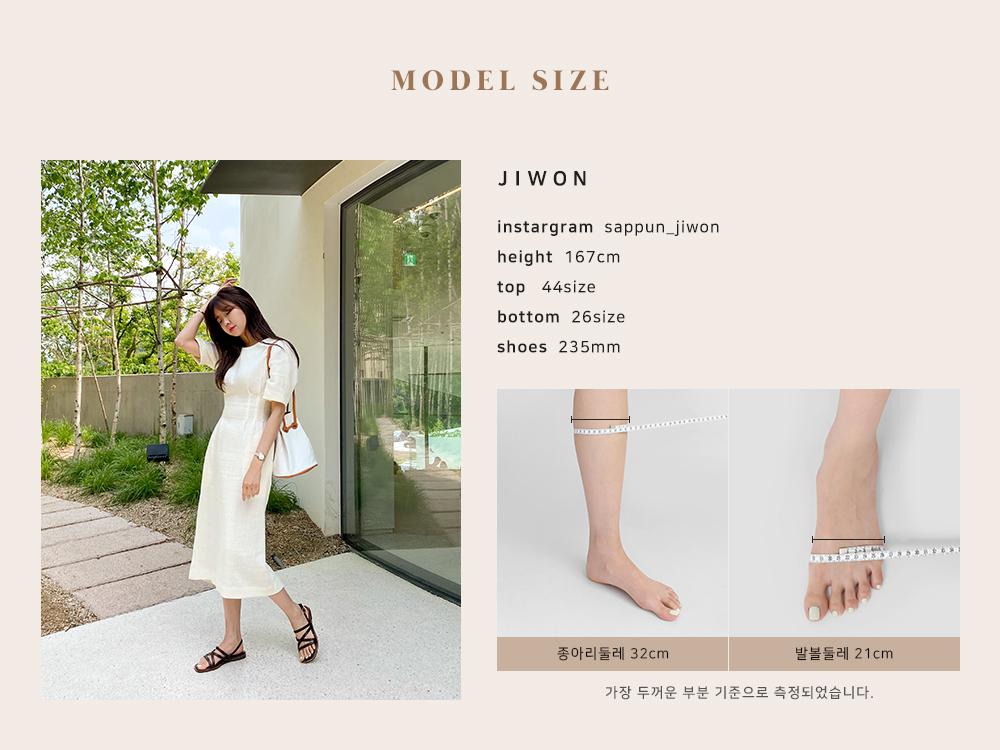 MODEL SIZE
JIWON
instargram sappun_jiwon
height 167cm
top 44size
bottom 26size
shoes 235mm
종아리둘레 32cm
발볼둘레 21cm
가장 두꺼운 부분 기준으로 측정되었습니다.